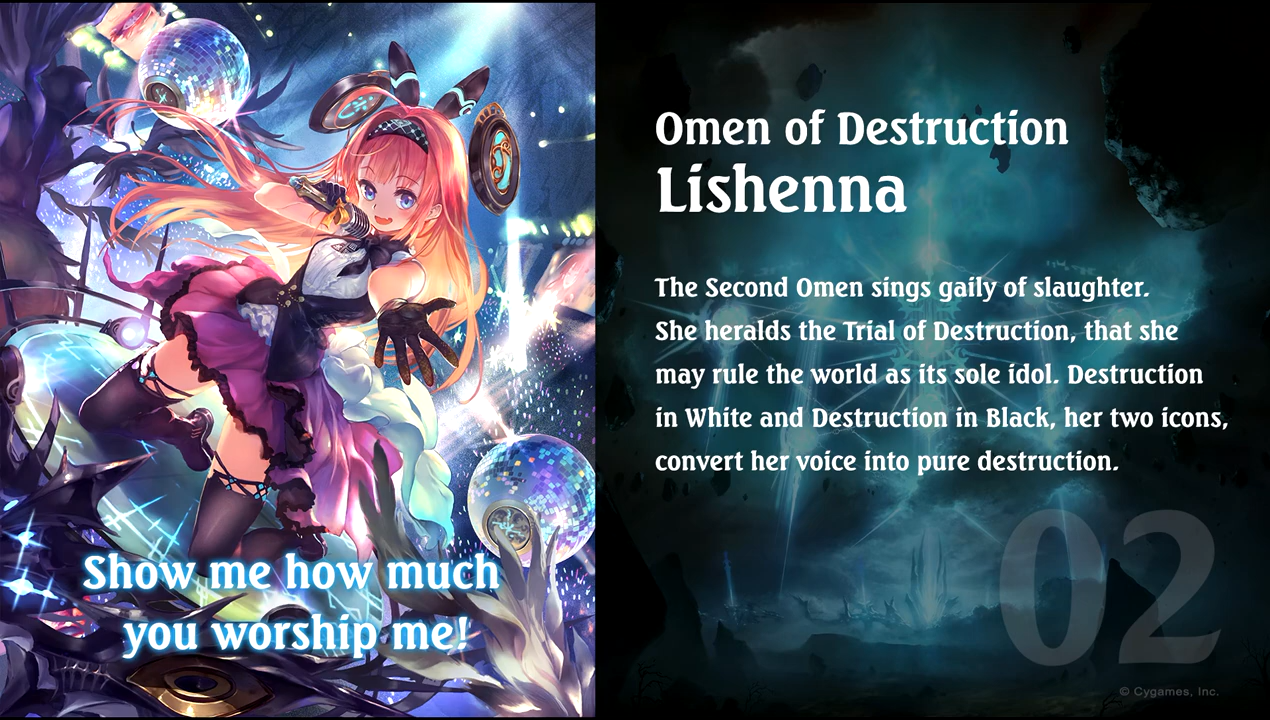 Omen of Destruction
Lishenna
The Second Omen sings gaily of slaughter.
She heralds the Trial of Destruction, that she
may rule the world as its sole idol. Destruction
in White and Destruction in Black, her two icons,
convert her voice into pure destruction.
Show me how much
you worship me!
02
© Cygames, Inc.